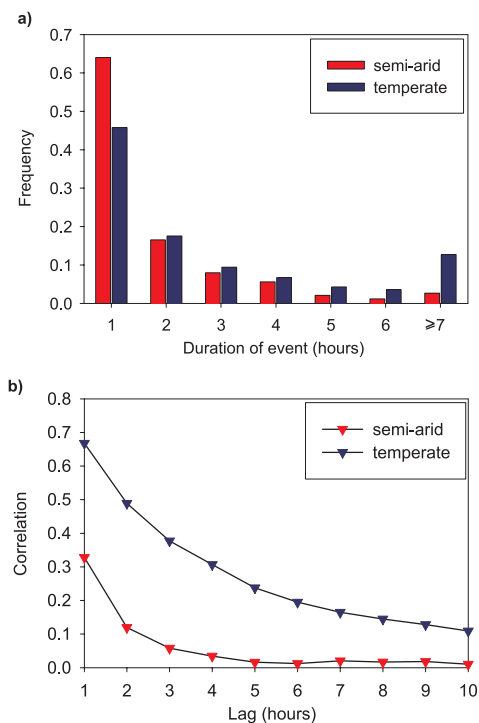 a)
0.7
0.6
0.5
0.4
0.3
0.2
0.1
0.0
Frequency
semi-arid
temperate
1 2 3 4 5 6 ⩾7
Duration of event (hours)
b)
0.8
0.7
0.6
0.5
0.4
0.3
0.2
0.1
0.0
Correlation
semi-arid
temperate
1 2 3 4 5 6 7 8 9 10
Lag (hours)